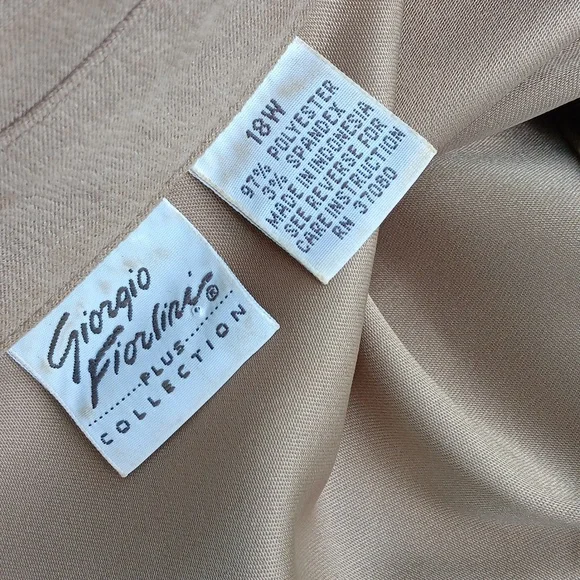 Giorgio
Fiorlini ®
PLUS
COLLECTION
18W
97% POLYESTER
3% SPANDEX
MADE IN INDONESIA
SEE REVERSE FOR
CARE INSTRUCTION
RN 37080